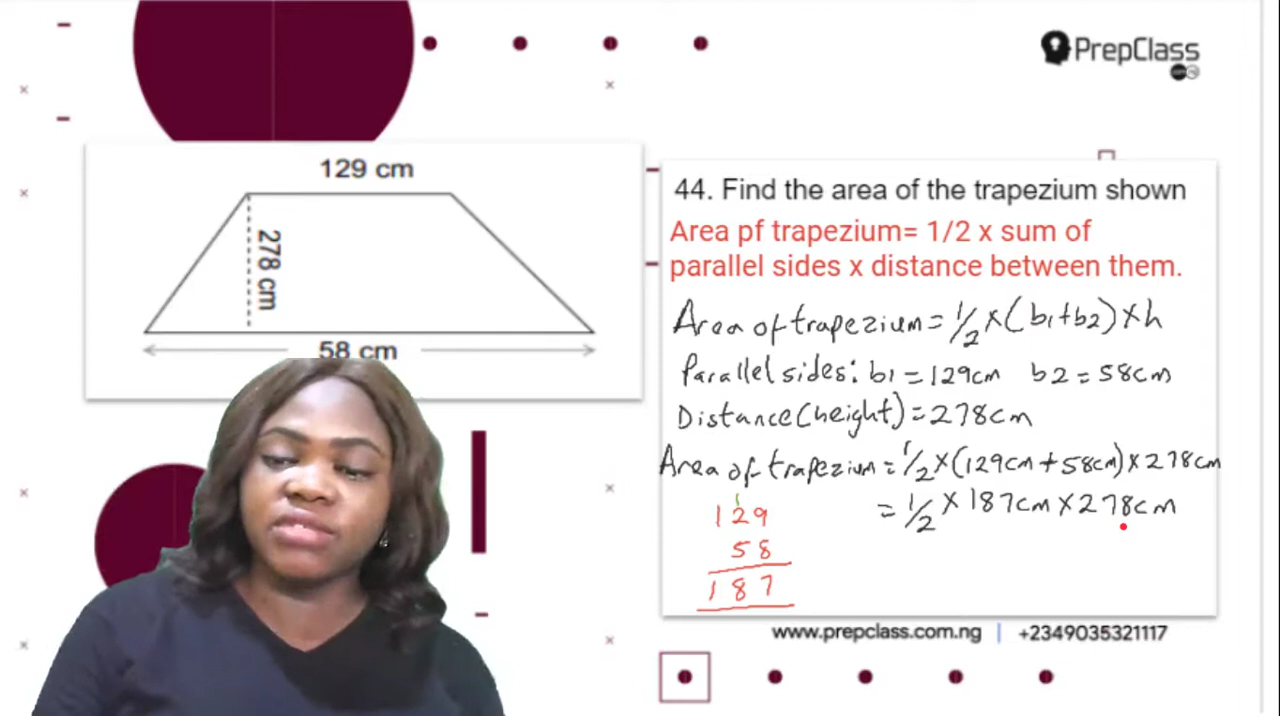 PrepClass
129 cm
278 cm
58 cm
44. Find the area of the trapezium shown
Area pf trapezium= 1/2 x sum of
parallel sides x distance between them.
Area of trapezium = 1/2 × (b1+b2) × h
Parallel sides: b1 = 129cm b2 = 58cm
Distance (height) = 278cm
Area of trapezium = 1/2 × (129cm + 58cm) × 278cm
= 1/2 × 187cm × 278cm
1
129
58
187
www.prepclass.com.ng | +2349035321117